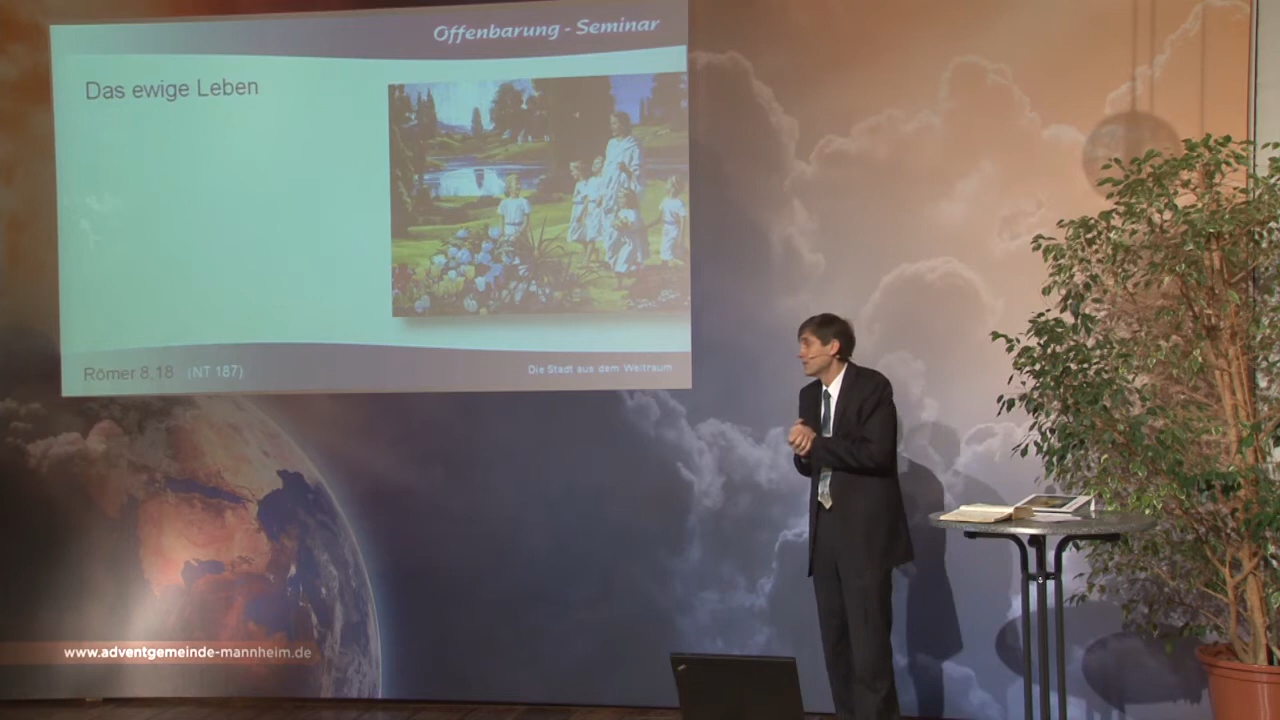 Offenbarung - Seminar
Das ewige Leben
Römer 8,18 (NT 187)
Die Stadt aus dem Weltraum
www.adventgemeinde-mannheim.de